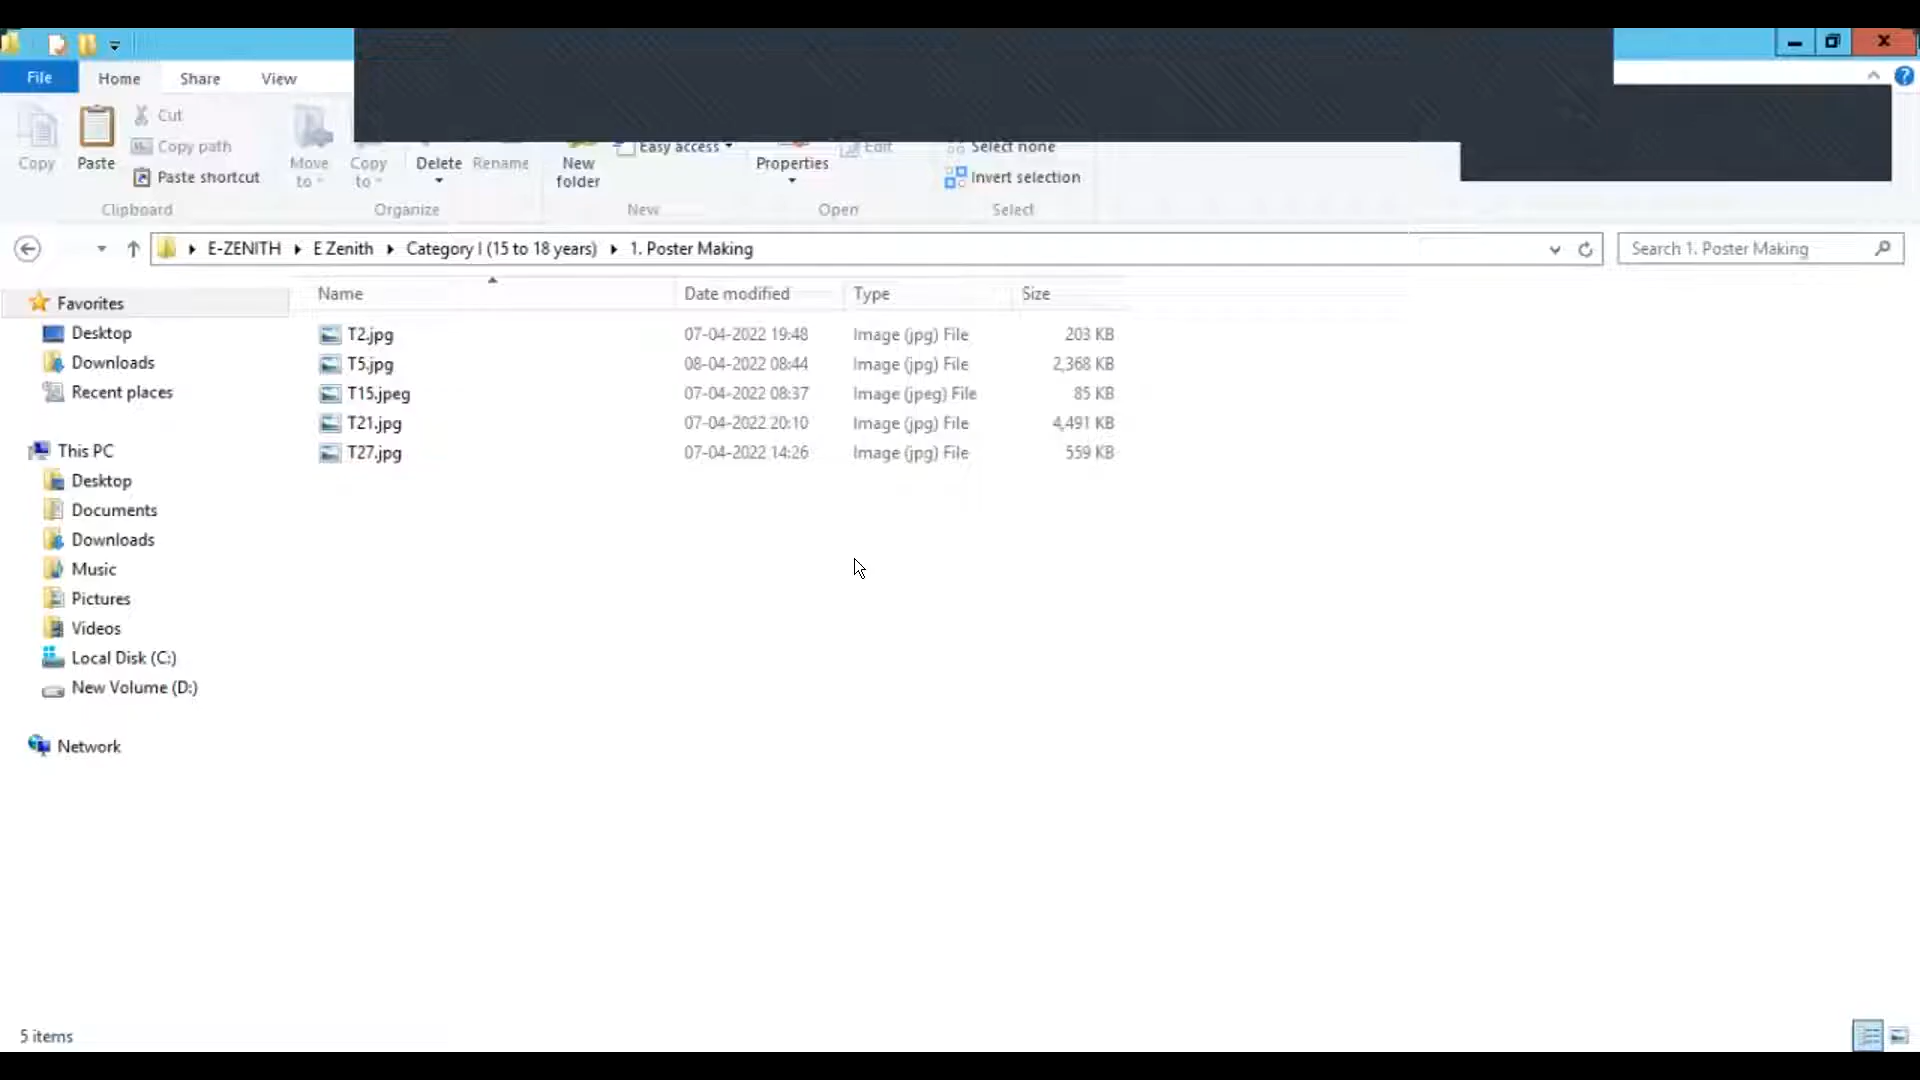 File Home Share View
Copy Paste Cut
Copy path
Paste shortcut
Move to Copy to Delete Rename New folder Easy access Properties Edit Select none
Invert selection
Clipboard Organize New Open Select
E-ZENITH E Zenith Category I (15 to 18 years) 1. Poster Making Search 1. Poster Making
Name Date modified Type Size
T2.jpg 07-04-2022 19:48 Image (jpg) File 203 KB
T5.jpg 08-04-2022 08:44 Image (jpg) File 2,368 KB
T15.jpeg 07-04-2022 08:37 Image (jpeg) File 85 KB
T21.jpg 07-04-2022 20:10 Image (jpg) File 4,491 KB
T27.jpg 07-04-2022 14:26 Image (jpg) File 559 KB
Favorites
Desktop
Downloads
Recent places
This PC
Desktop
Documents
Downloads
Music
Pictures
Videos
Local Disk (C:)
New Volume (D:)
Network
5 items